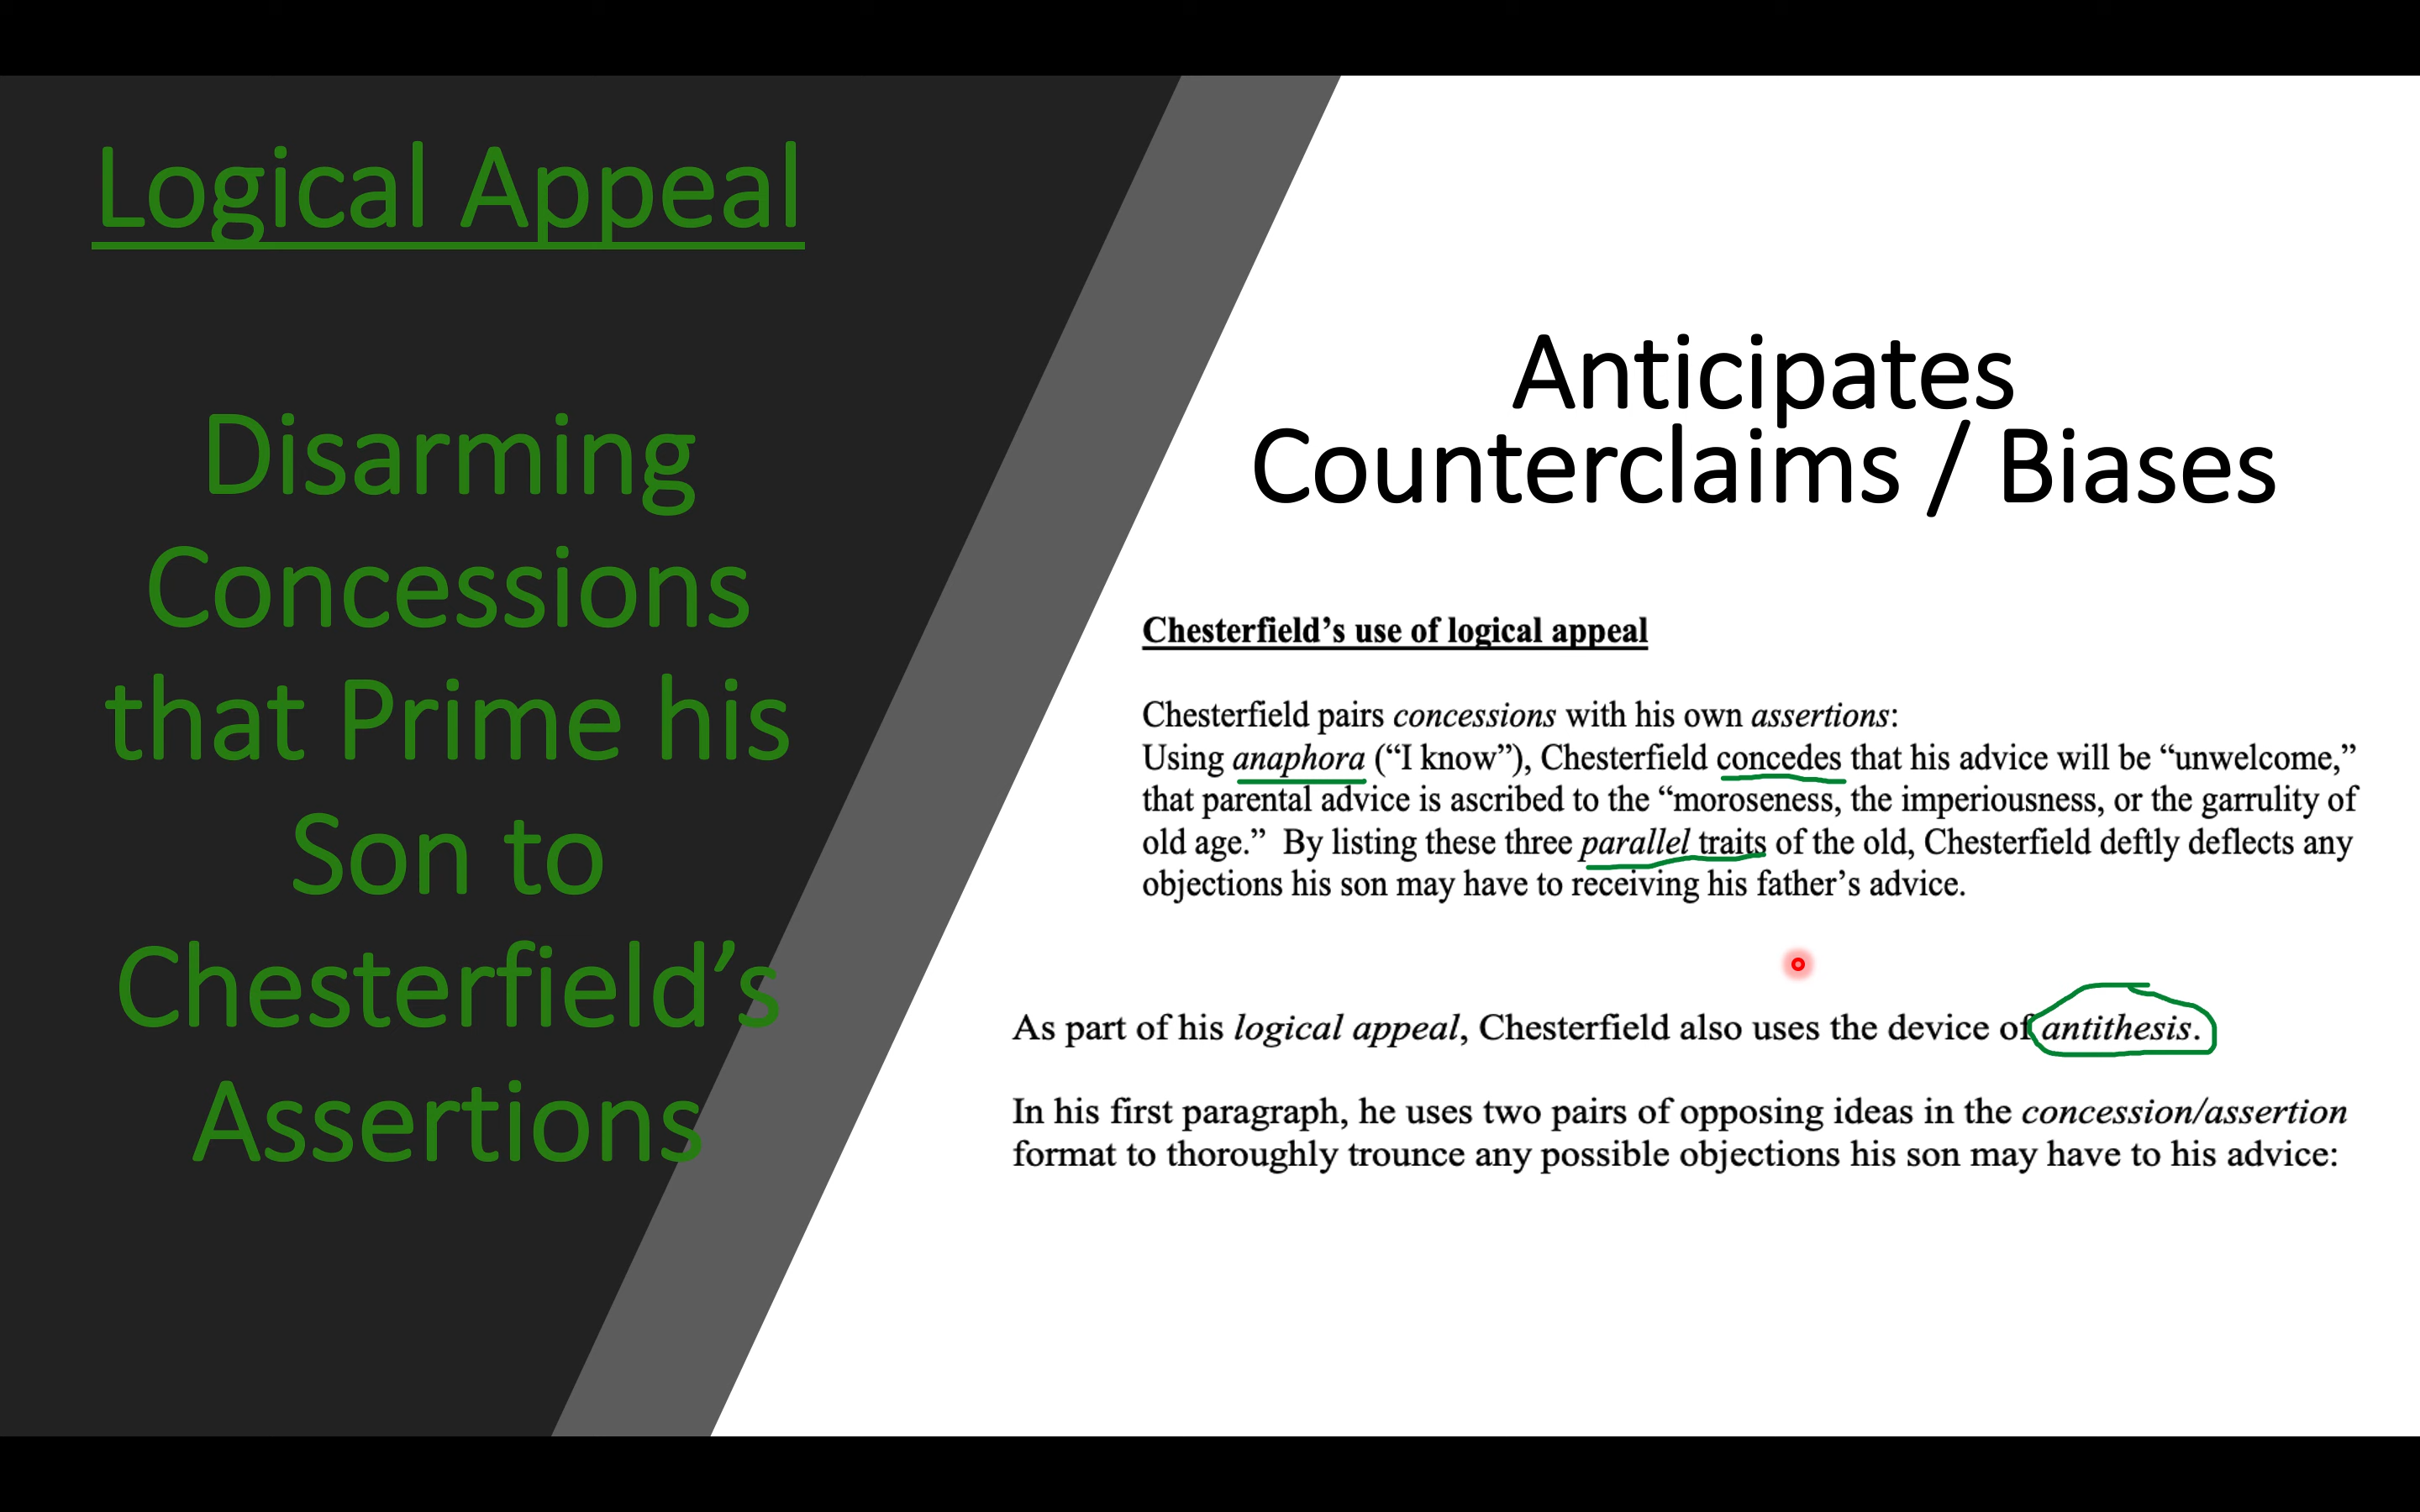 Logical Appeal
Disarming
Concessions
that Prime his
Son to
Chesterfield’s
Assertions
Anticipates
Counterclaims / Biases
Chesterfield’s use of logical appeal
Chesterfield pairs concessions with his own assertions:
Using anaphora (“I know”), Chesterfield concedes that his advice will be “unwelcome,”
that parental advice is ascribed to the “moroseness, the imperiousness, or the garrulity of
old age.”  By listing these three parallel traits of the old, Chesterfield deftly deflects any
objections his son may have to receiving his father’s advice.
As part of his logical appeal, Chesterfield also uses the device of antithesis.
In his first paragraph, he uses two pairs of opposing ideas in the concession/assertion
format to thoroughly trounce any possible objections his son may have to his advice: